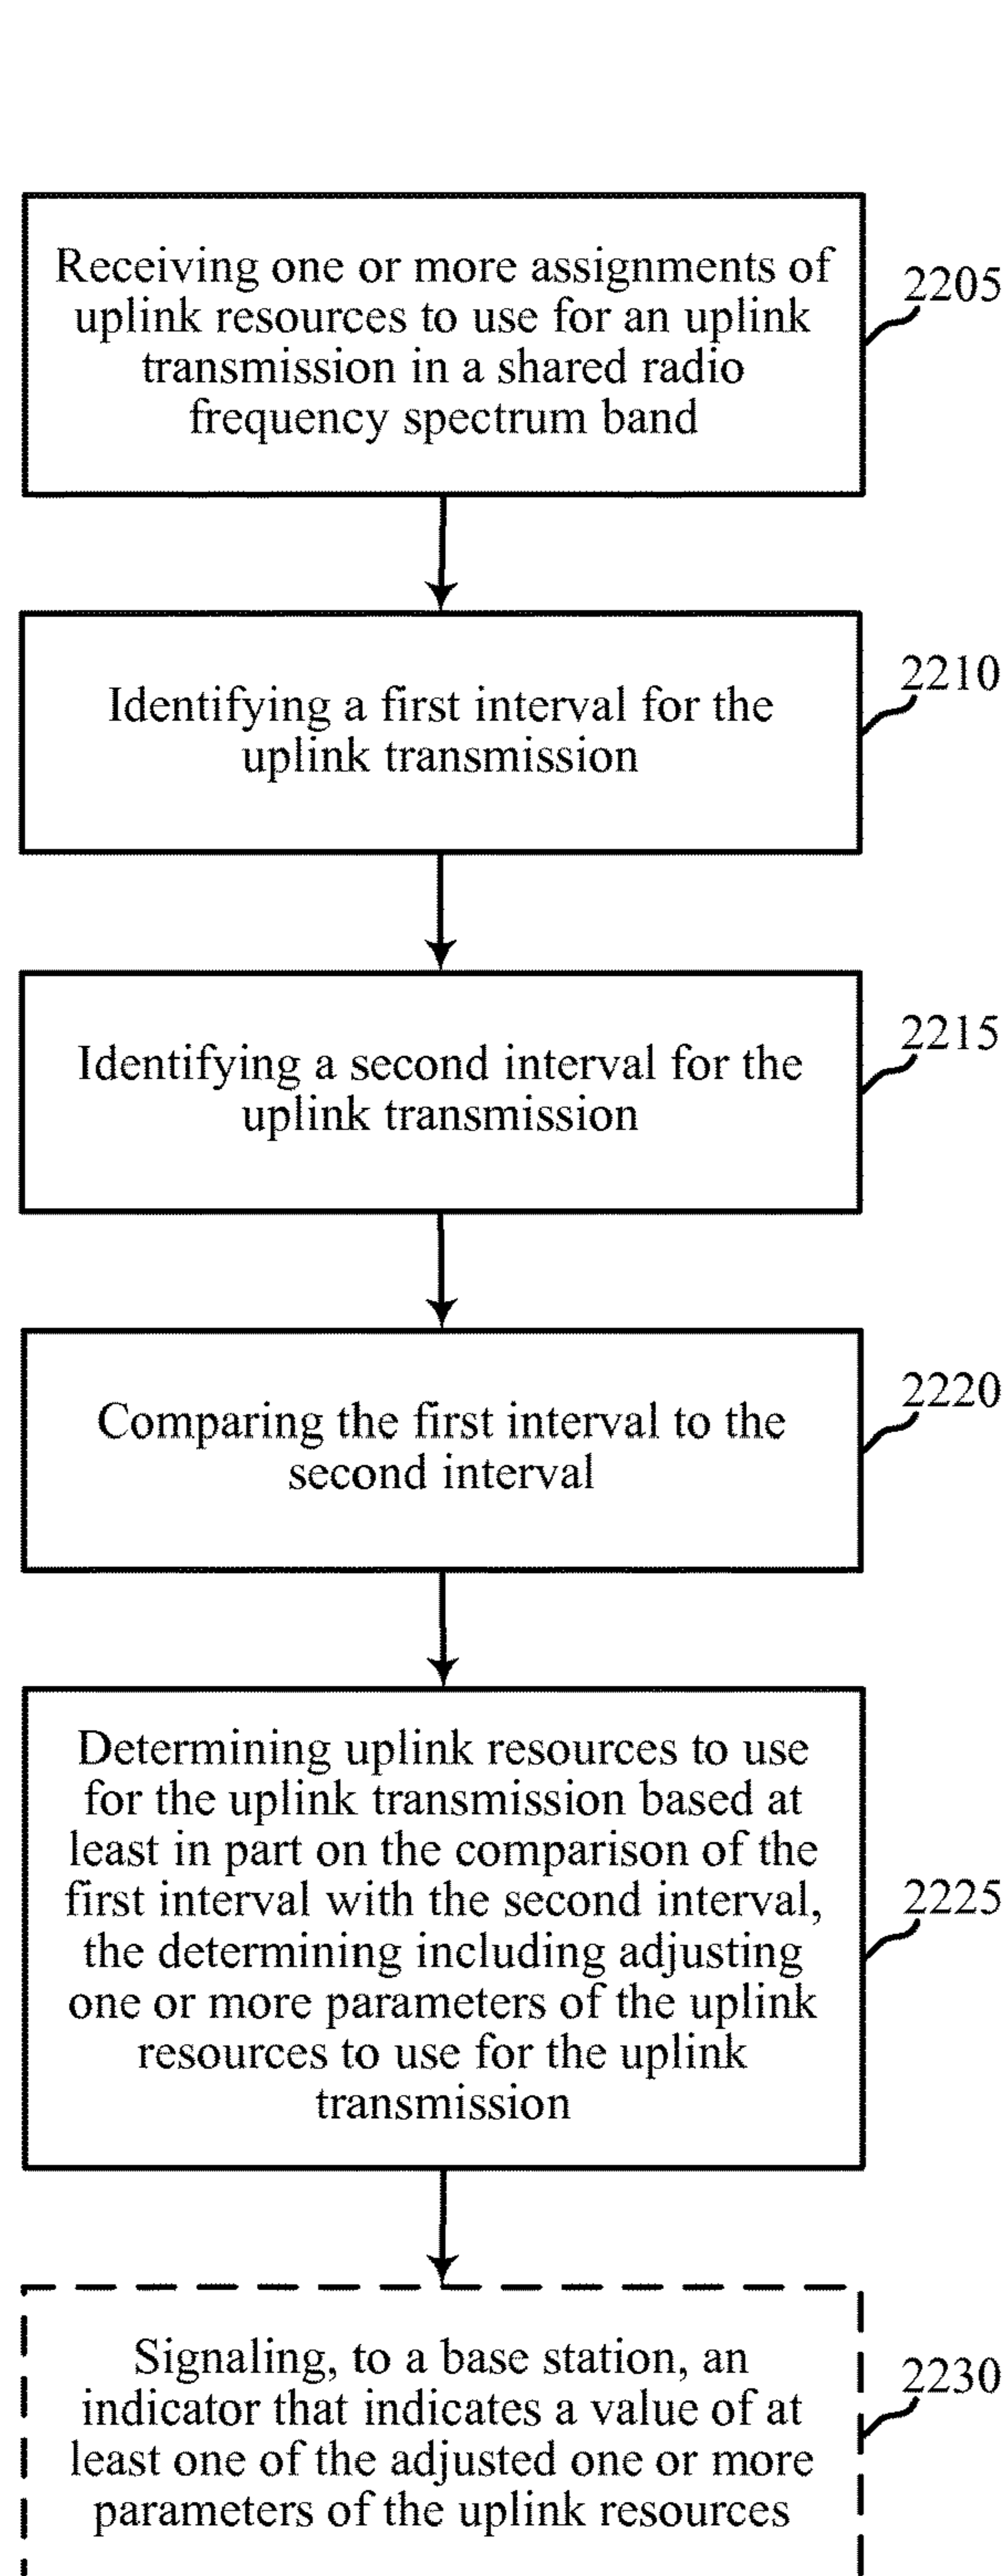 Receiving one or more assignments of
uplink resources to use for an uplink
transmission in a shared radio
frequency spectrum band
2205
Identifying a first interval for the
uplink transmission
2210
Identifying a second interval for the
uplink transmission
2215
Comparing the first interval to the
second interval
2220
Determining uplink resources to use
for the uplink transmission based at
least in part on the comparison of the
first interval with the second interval,
the determining including adjusting
one or more parameters of the uplink
resources to use for the uplink
transmission
2225
Signaling, to a base station, an
indicator that indicates a value of at
least one of the adjusted one or more
parameters of the uplink resources
2230